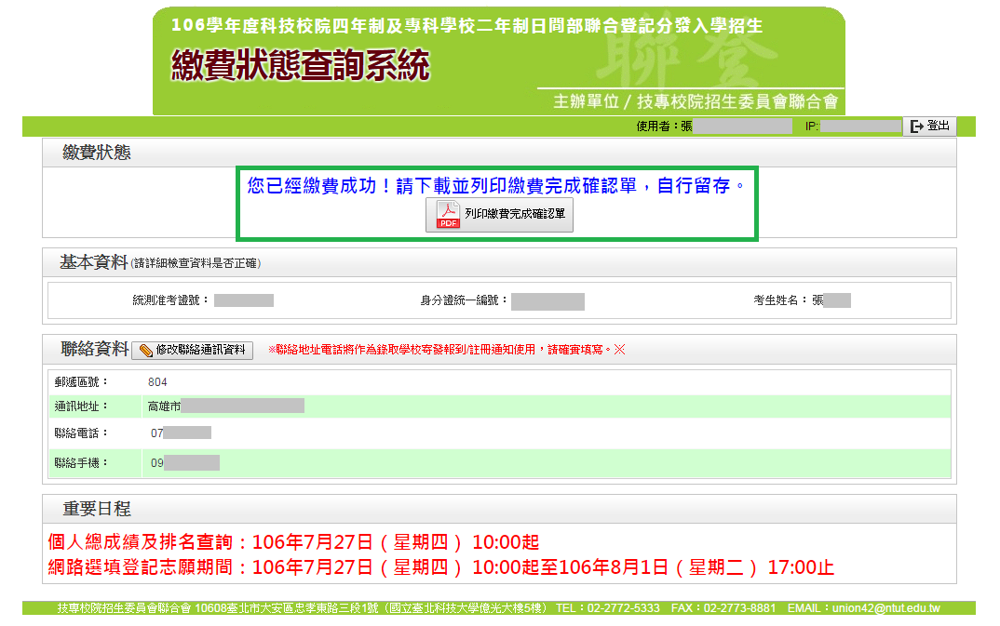 106學年度科技校院四年制及專科學校二年制日間部聯合登記分發入學招生
聯登
繳費狀態查詢系統
主辦單位 / 技專校院招生委員會聯合會
使用者：張 IP: 登出
繳費狀態
您已經繳費成功！請下載並列印繳費完成確認單，自行留存。
PDF 列印繳費完成確認單
基本資料(請詳細檢查資料是否正確)
統測准考證號： 身分證統一編號： 考生姓名：張
聯絡資料 修改聯絡通訊資料 ※聯絡地址電話將作為錄取學校寄發報到/註冊通知使用，請確實填寫。※
郵遞區號： 804
通訊地址： 高雄市
聯絡電話： 07
聯絡手機： 09
重要日程
個人總成績及排名查詢：106年7月27日（星期四） 10:00起
網路選填登記志願期間：106年7月27日（星期四） 10:00起至106年8月1日（星期二） 17:00止
技專校院招生委員會聯合會 10608臺北市大安區忠孝東路三段1號（國立臺北科技大學億光大樓5樓） TEL：02-2772-5333 FAX：02-2773-8881 EMAIL：union42@ntut.edu.tw